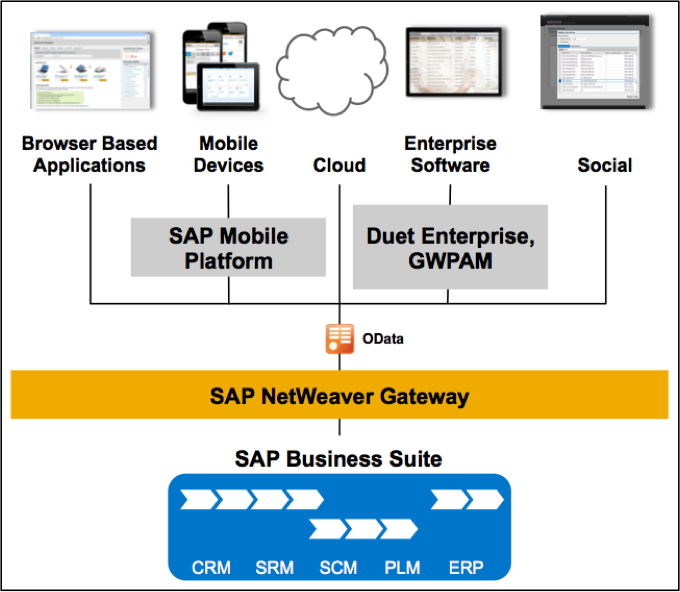 Browser Based
Applications
Mobile
Devices
Cloud
Enterprise
Software
Social
SAP Mobile
Platform
Duet Enterprise,
GWPAM
OData
SAP NetWeaver Gateway
SAP Business Suite
CRM SRM SCM PLM ERP